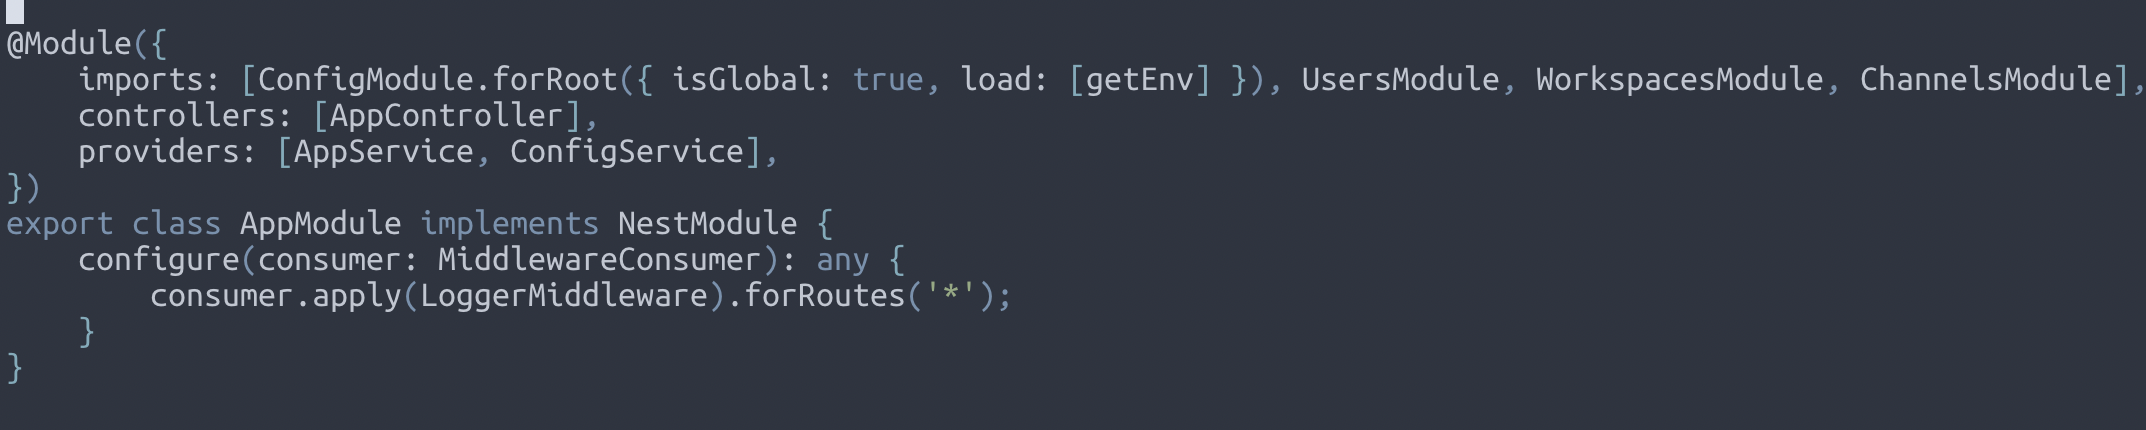 @Module({
    imports: [ConfigModule.forRoot({ isGlobal: true, load: [getEnv] }), UsersModule, WorkspacesModule, ChannelsModule],
    controllers: [AppController],
    providers: [AppService, ConfigService],
})
export class AppModule implements NestModule {
    configure(consumer: MiddlewareConsumer): any {
        consumer.apply(LoggerMiddleware).forRoutes('*');
    }
}